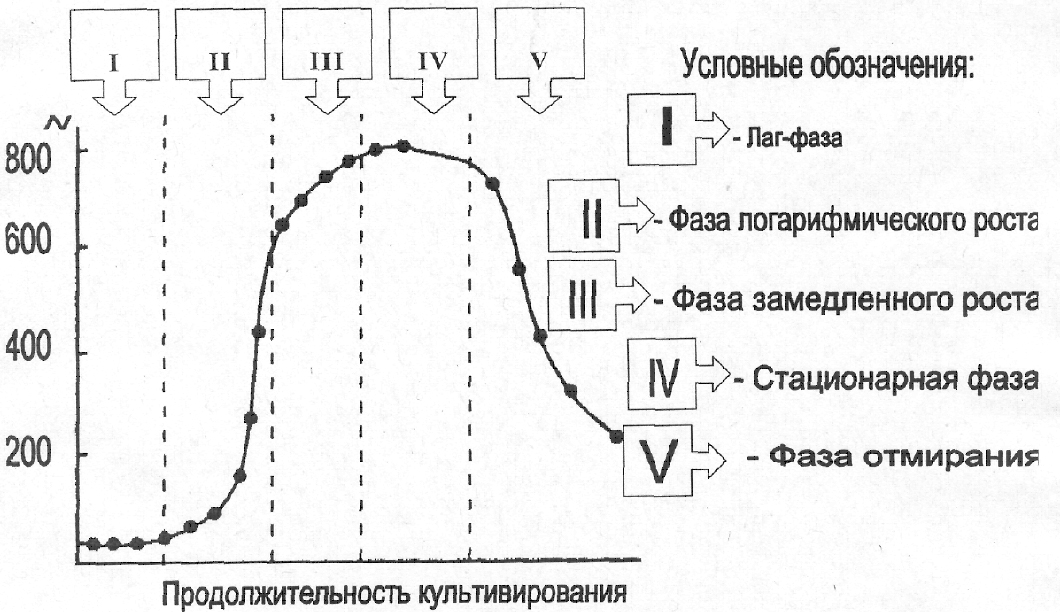 I II III IV V
Условные обозначения:
N
I - Лаг-фаза
II - Фаза логарифмического роста
III - Фаза замедленного роста
IV - Стационарная фаза
V - Фаза отмирания
800
600
400
200
Продолжительность культивирования